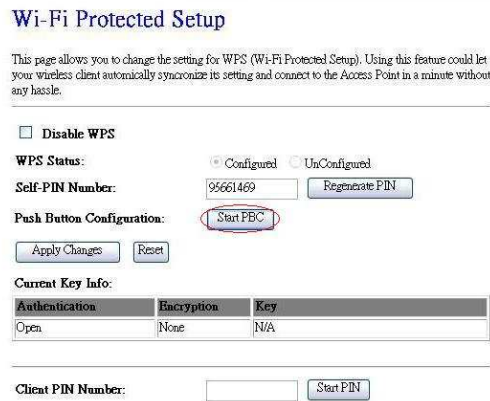 Wi-Fi Protected Setup
This page allows you to change the setting for WPS (Wi-Fi Protected Setup). Using this feature could let
your wireless client automically syncronize its setting and connect to the Access Point in a minute without
any hassle.
Disable WPS
WPS Status: Configured UnConfigured
Self-PIN Number: 95661469 Regenerate PIN
Push Button Configuration: Start PBC
Apply Changes Reset
Current Key Info:
Authentication Encryption Key
Open None N/A
Client PIN Number: Start PIN